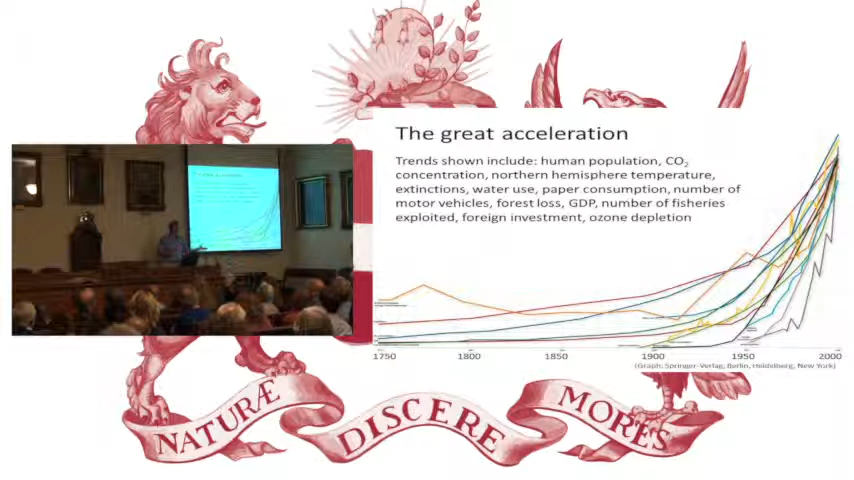 The great acceleration
Trends shown include: human population, CO₂
concentration, northern hemisphere temperature,
extinctions, water use, paper consumption, number of
motor vehicles, forest loss, GDP, number of fisheries
exploited, foreign investment, ozone depletion
1750 1800 1850 1900 1950 2000
(Graph: Springer-Verlag, Berlin, Heidelberg, New York)
NATURÆ DISCERE MORES